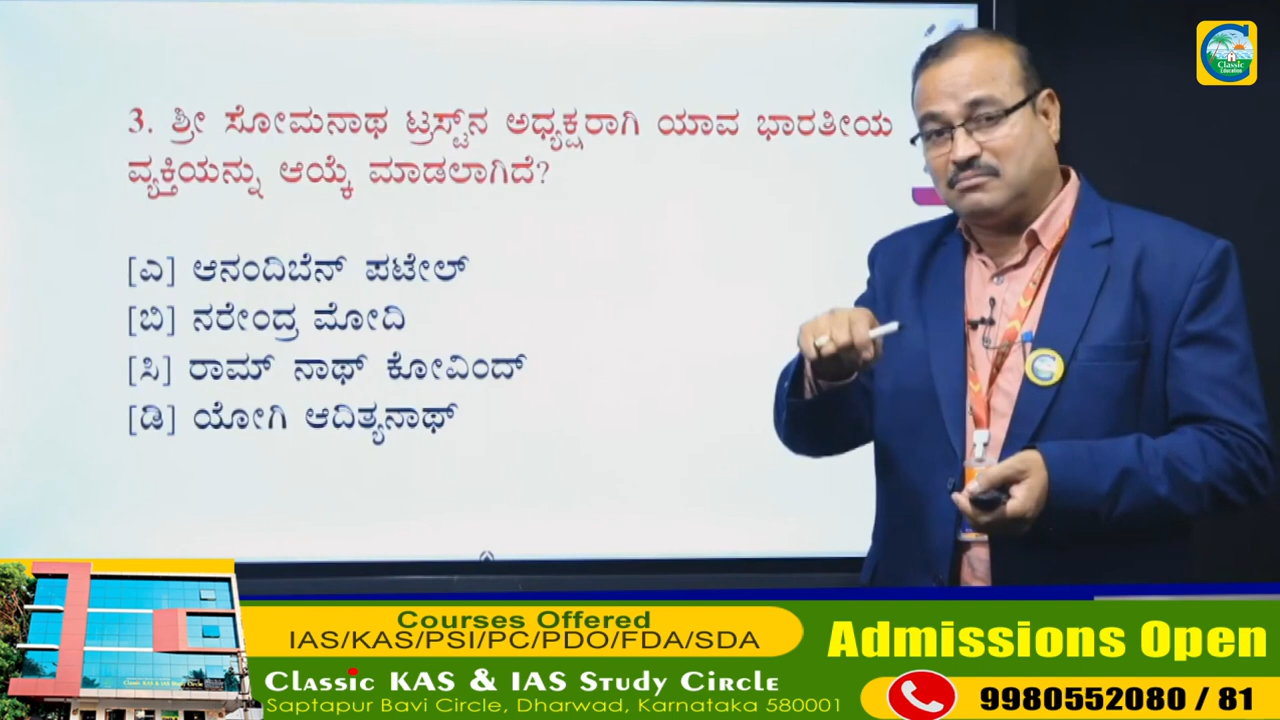 Classic
Education
3. ಶ್ರೀ ಸೋಮನಾಥ ಟ್ರಸ್ಟ್‌ನ ಅಧ್ಯಕ್ಷರಾಗಿ ಯಾವ ಭಾರತೀಯ
ವ್ಯಕ್ತಿಯನ್ನು ಆಯ್ಕೆ ಮಾಡಲಾಗಿದೆ?
[ಎ] ಆನಂದಿಬೆನ್ ಪಟೇಲ್
[ಬಿ] ನರೇಂದ್ರ ಮೋದಿ
[ಸಿ] ರಾಮ್ ನಾಥ್ ಕೋವಿಂದ್
[ಡಿ] ಯೋಗಿ ಆದಿತ್ಯನಾಥ್
Courses Offered
IAS/KAS/PSI/PC/PDO/FDA/SDA
Classic KAS & IAS Study Circle
Saptapur Bavi Circle, Dharwad, Karnataka 580001
Admissions Open
9980552080 / 81